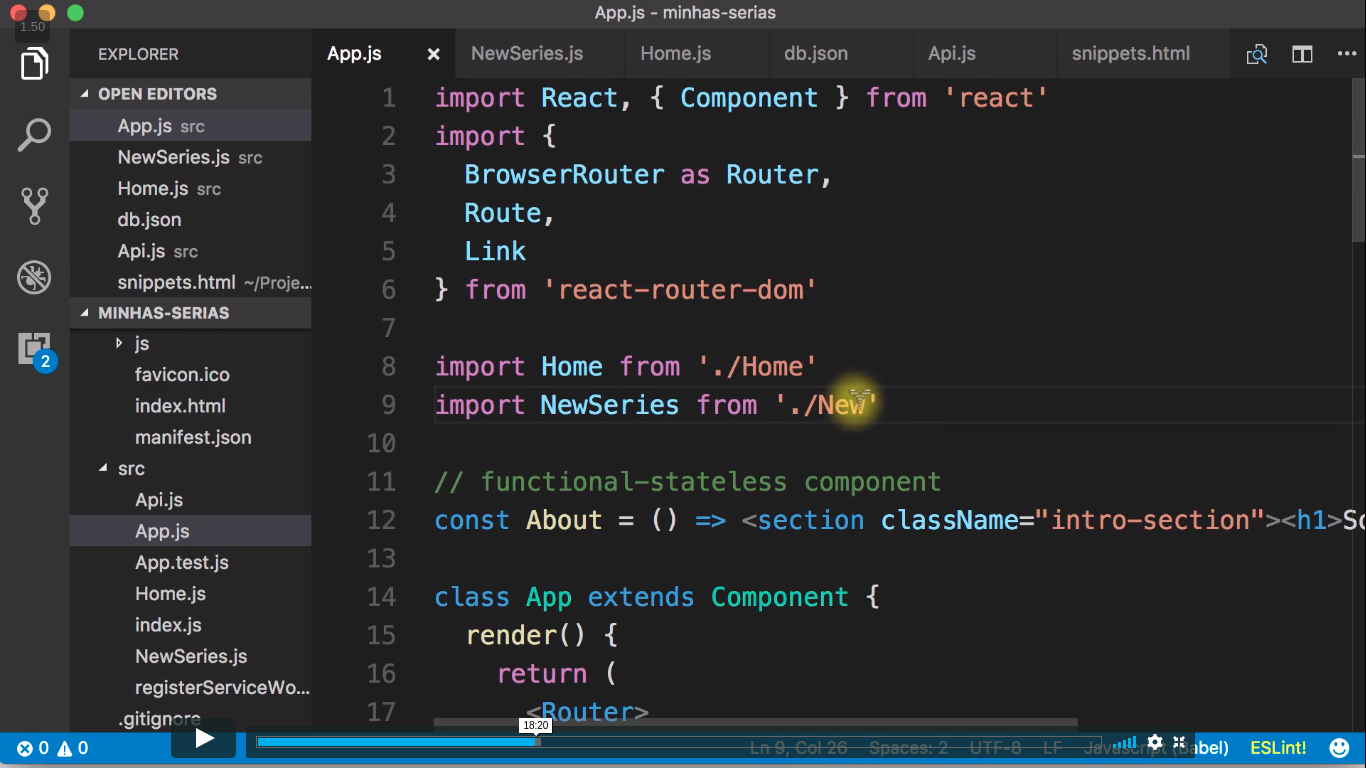 App.js - minhas-serias
1.50
EXPLORER
App.js NewSeries.js Home.js db.json Api.js snippets.html
OPEN EDITORS
App.js src
NewSeries.js src
Home.js src
db.json
Api.js src
snippets.html ~/Proje...
MINHAS-SERIAS
js
favicon.ico
index.html
manifest.json
src
Api.js
App.js
App.test.js
Home.js
index.js
NewSeries.js
registerServiceWo...
.gitignore
2
1 import React, { Component } from 'react'
2 import {
3 BrowserRouter as Router,
4 Route,
5 Link
6 } from 'react-router-dom'
7
8 import Home from './Home'
9 import NewSeries from './New'
10
11 // functional-stateless component
12 const About = () => <section className="intro-section"><h1>So
13
14 class App extends Component {
15 render() {
16 return (
17 <Router>
18:20
0 0 Ln 9, Col 26 Spaces: 2 UTF-8 LF Javascript (Babel) ESLint!